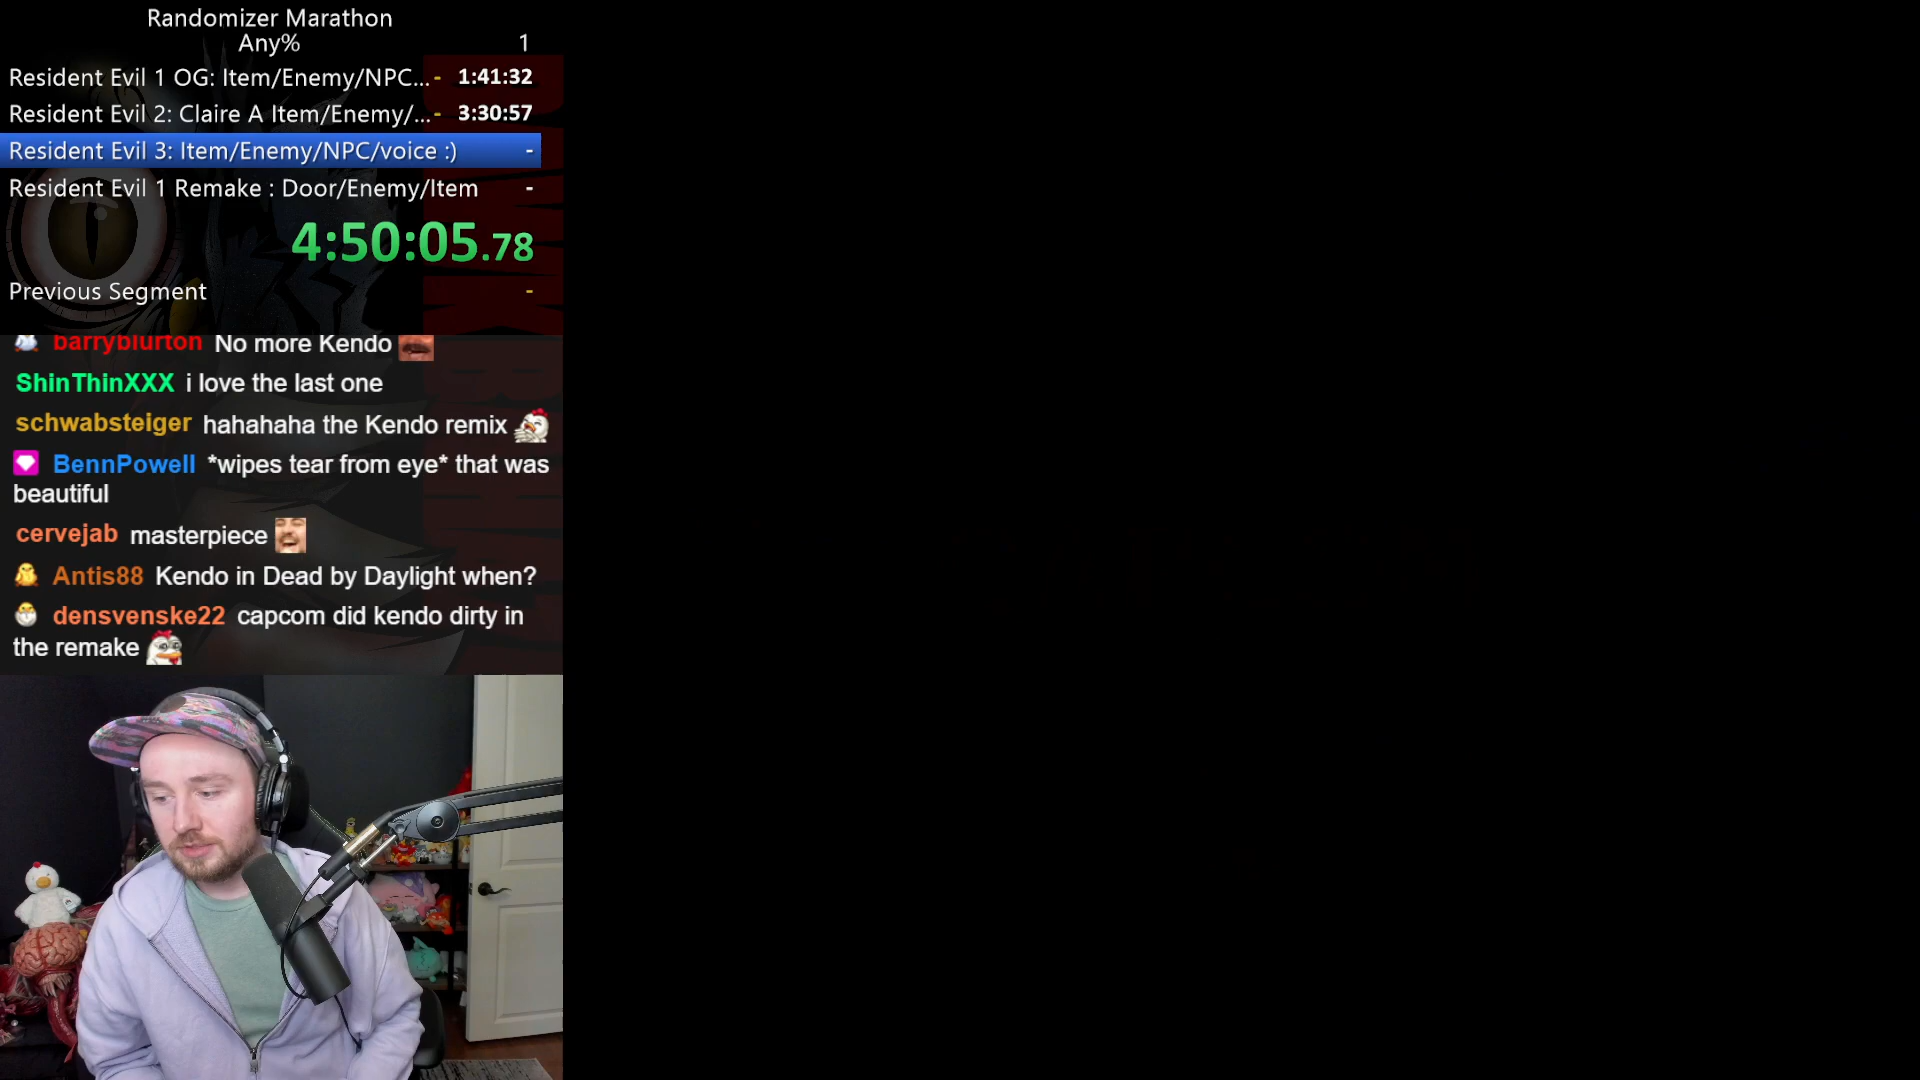 Randomizer Marathon
Any% 1
Resident Evil 1 OG: Item/Enemy/NPC... - 1:41:32
Resident Evil 2: Claire A Item/Enemy/... - 3:30:57
Resident Evil 3: Item/Enemy/NPC/voice :) -
Resident Evil 1 Remake : Door/Enemy/Item -
4:50:05.78
Previous Segment -
barryblurton No more Kendo
ShinThinXXX i love the last one
schwabsteiger hahahaha the Kendo remix
BennPowell *wipes tear from eye* that was
beautiful
cervejab masterpiece
Antis88 Kendo in Dead by Daylight when?
densvenske22 capcom did kendo dirty in
the remake